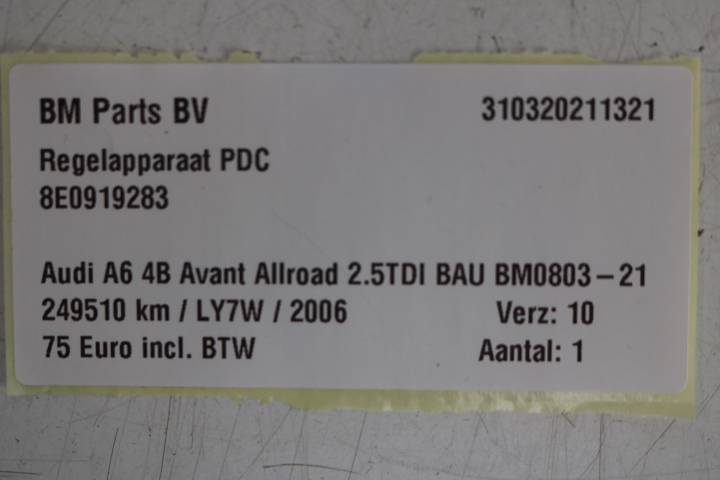 BM Parts BV 310320211321
Regelapparaat PDC
8E0919283
Audi A6 4B Avant Allroad 2.5TDI BAU BM0803-21
249510 km / LY7W / 2006 Verz: 10
75 Euro incl. BTW Aantal: 1